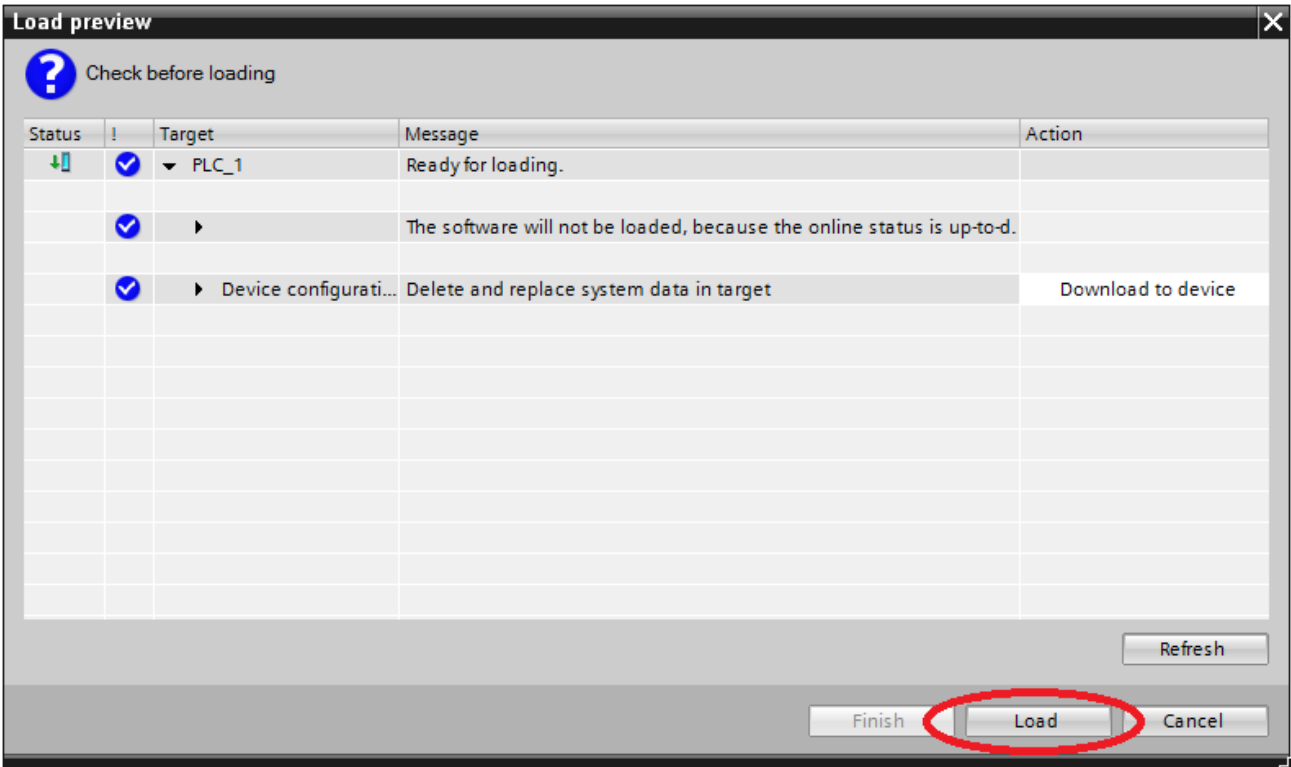 Load preview
?
Check before loading
Status ! Target Message Action
PLC_1 Ready for loading.
The software will not be loaded, because the online status is up-to-d.
Device configurati... Delete and replace system data in target Download to device
Refresh
Finish Load Cancel